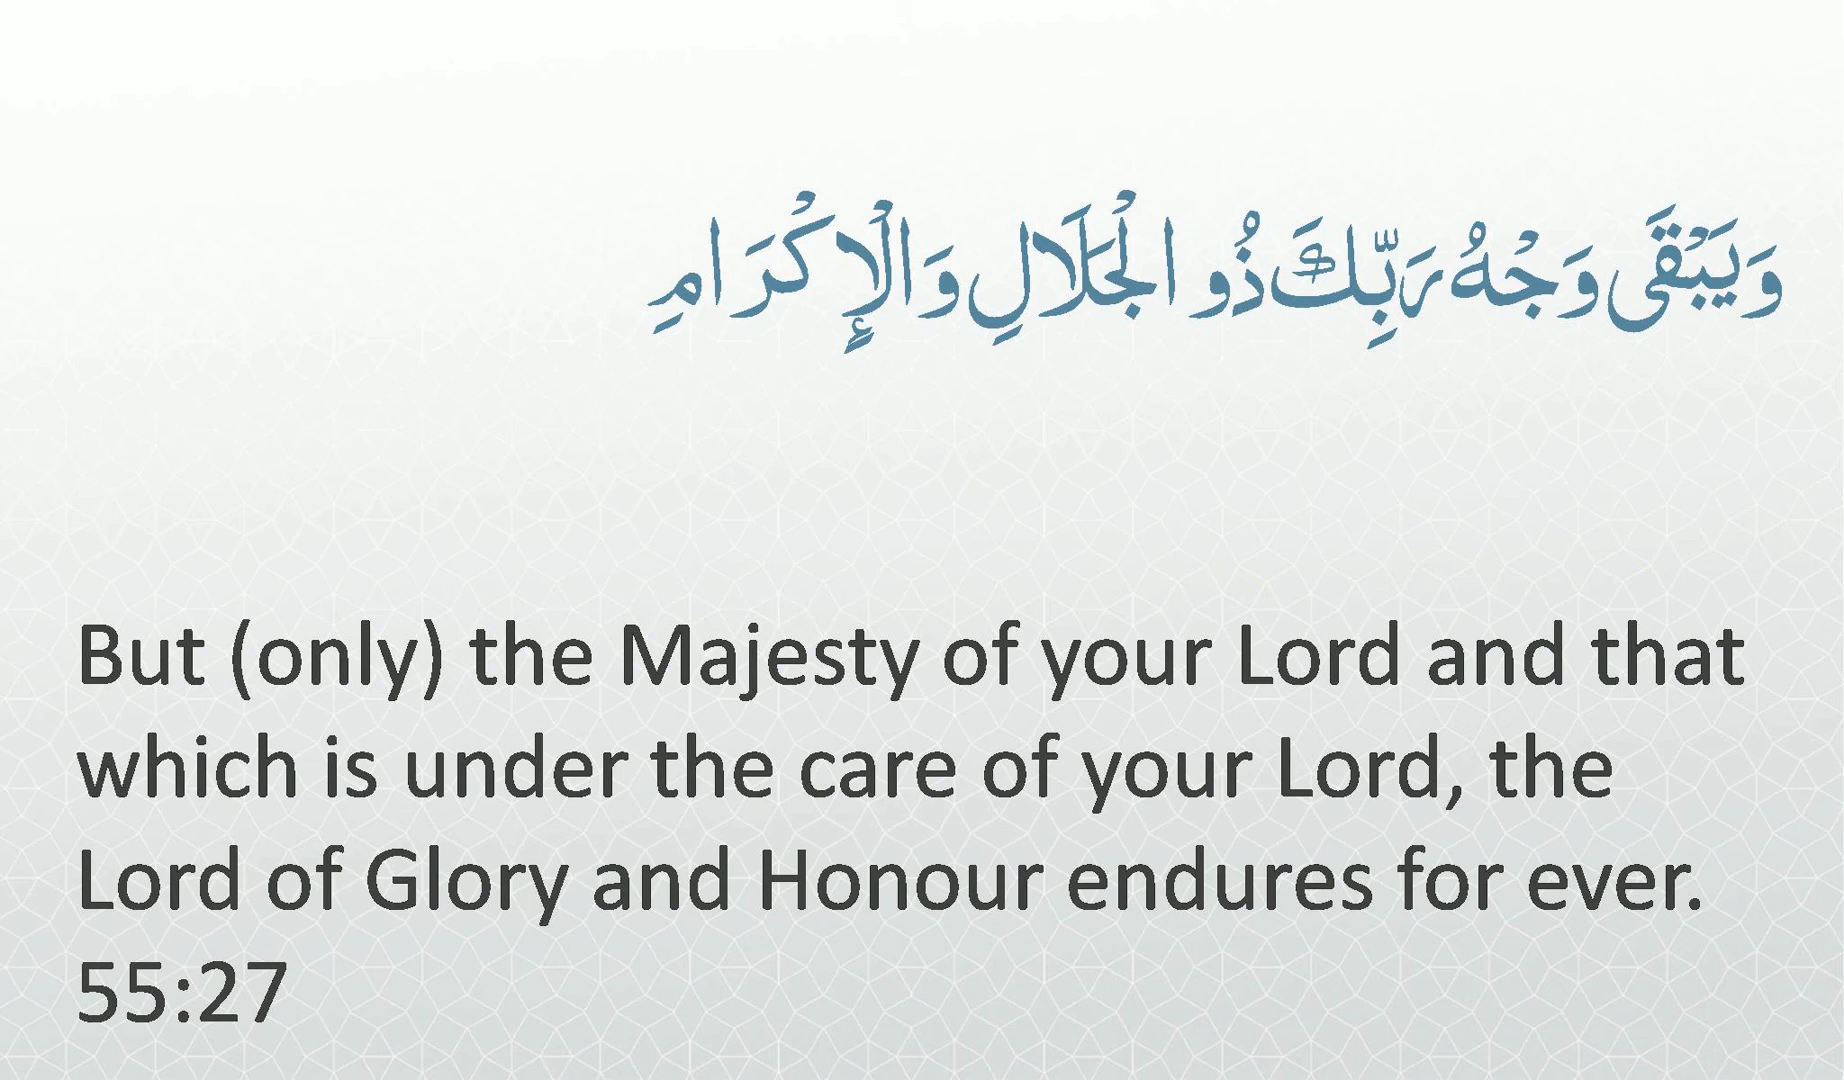 وَيَبْقَى وَجْهُ رَبِّكَ ذُو الْجَلَالِ وَالْإِكْرَامِ
But (only) the Majesty of your Lord and that
which is under the care of your Lord, the
Lord of Glory and Honour endures for ever.
55:27